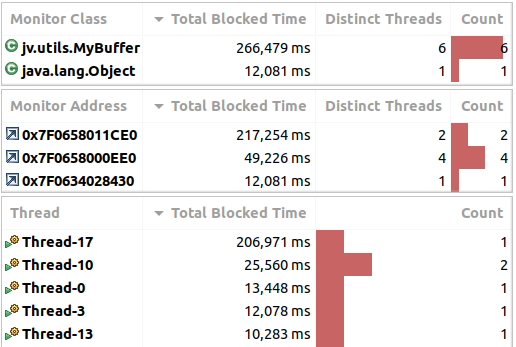 Monitor Class Total Blocked Time Distinct Threads Count
jv.utils.MyBuffer 266,479 ms 6 6
java.lang.Object 12,081 ms 1 1
Monitor Address Total Blocked Time Distinct Threads Count
0x7F0658011CE0 217,254 ms 2 2
0x7F0658000EE0 49,226 ms 4 4
0x7F0634028430 12,081 ms 1 1
Thread Total Blocked Time Count
Thread-17 206,971 ms 1
Thread-10 25,560 ms 2
Thread-0 13,448 ms 1
Thread-3 12,078 ms 1
Thread-13 10,283 ms 1